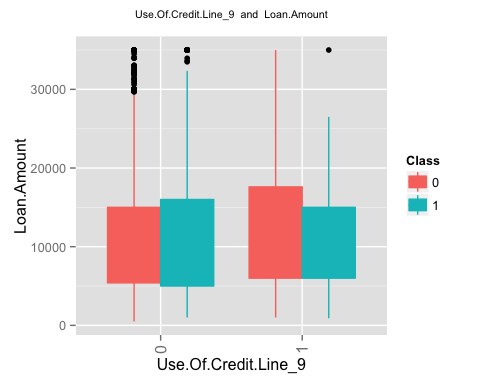 Use.Of.Credit.Line_9 and Loan.Amount
Loan.Amount
30000
20000
10000
0
0
1
Use.Of.Credit.Line_9
Class
0
1